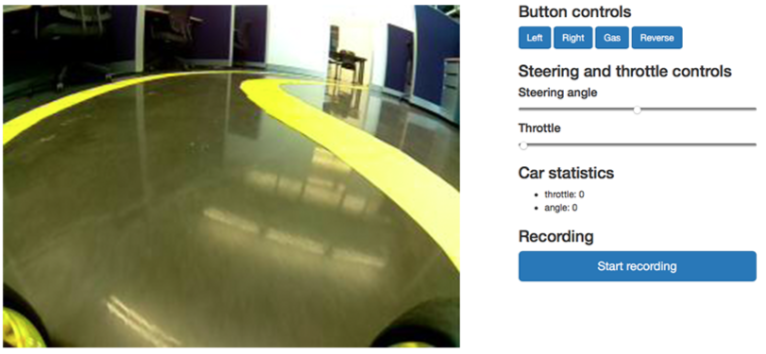 Button controls
Left Right Gas Reverse
Steering and throttle controls
Steering angle
Throttle
Car statistics
• throttle: 0
• angle: 0
Recording
Start recording